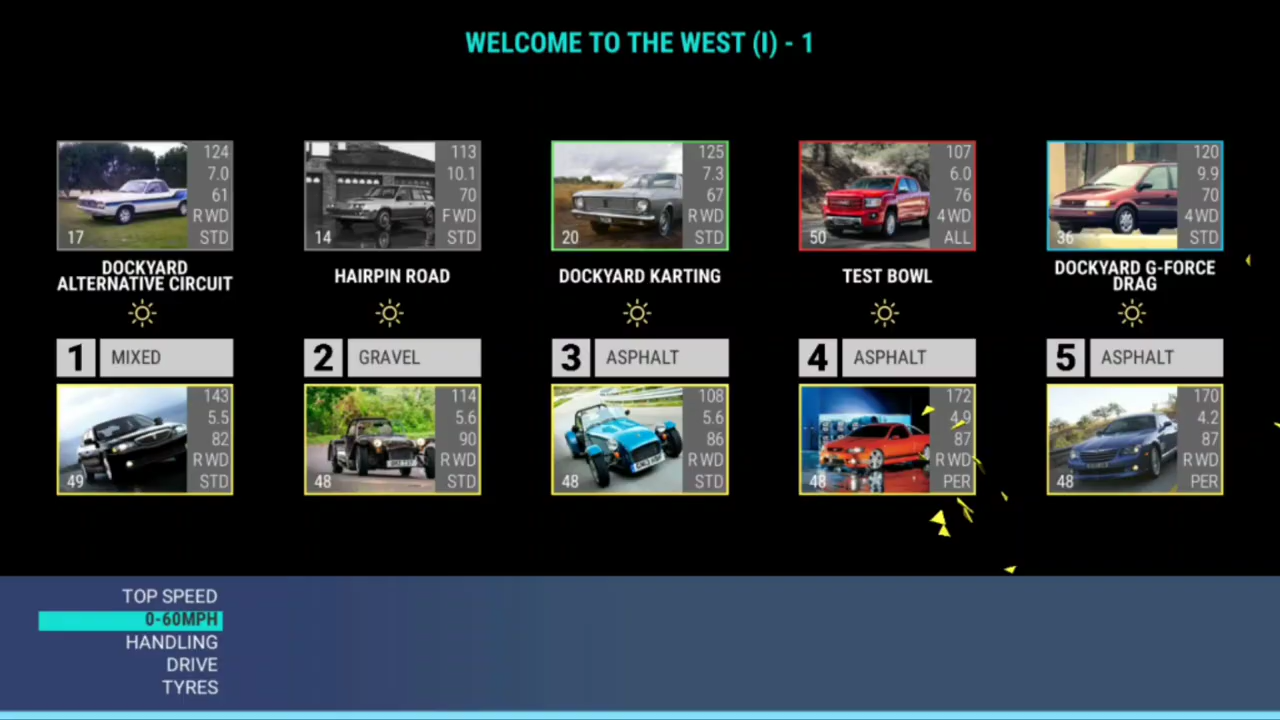 WELCOME TO THE WEST (I) - 1
124
7.0
61
RWD
STD
17
113
10.1
70
FWD
STD
14
125
7.3
67
RWD
STD
20
107
6.0
76
4WD
ALL
50
120
9.9
70
4WD
STD
36
DOCKYARD
ALTERNATIVE CIRCUIT
HAIRPIN ROAD
DOCKYARD KARTING
TEST BOWL
DOCKYARD G-FORCE
DRAG
1 MIXED
2 GRAVEL
3 ASPHALT
4 ASPHALT
5 ASPHALT
143
5.5
82
RWD
STD
49
114
5.6
90
RWD
STD
48
108
5.6
86
RWD
STD
48
172
4.9
87
RWD
PER
48
170
4.2
87
RWD
PER
48
TOP SPEED
0-60MPH
HANDLING
DRIVE
TYRES